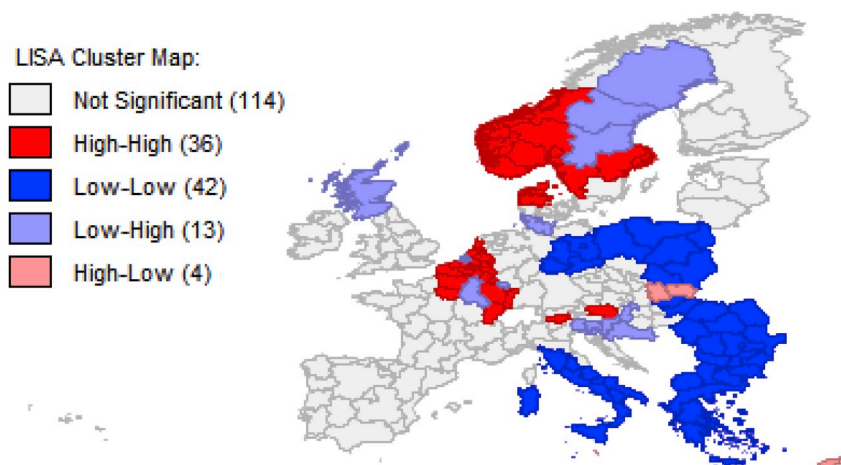 LISA Cluster Map:
Not Significant (114)
High-High (36)
Low-Low (42)
Low-High (13)
High-Low (4)